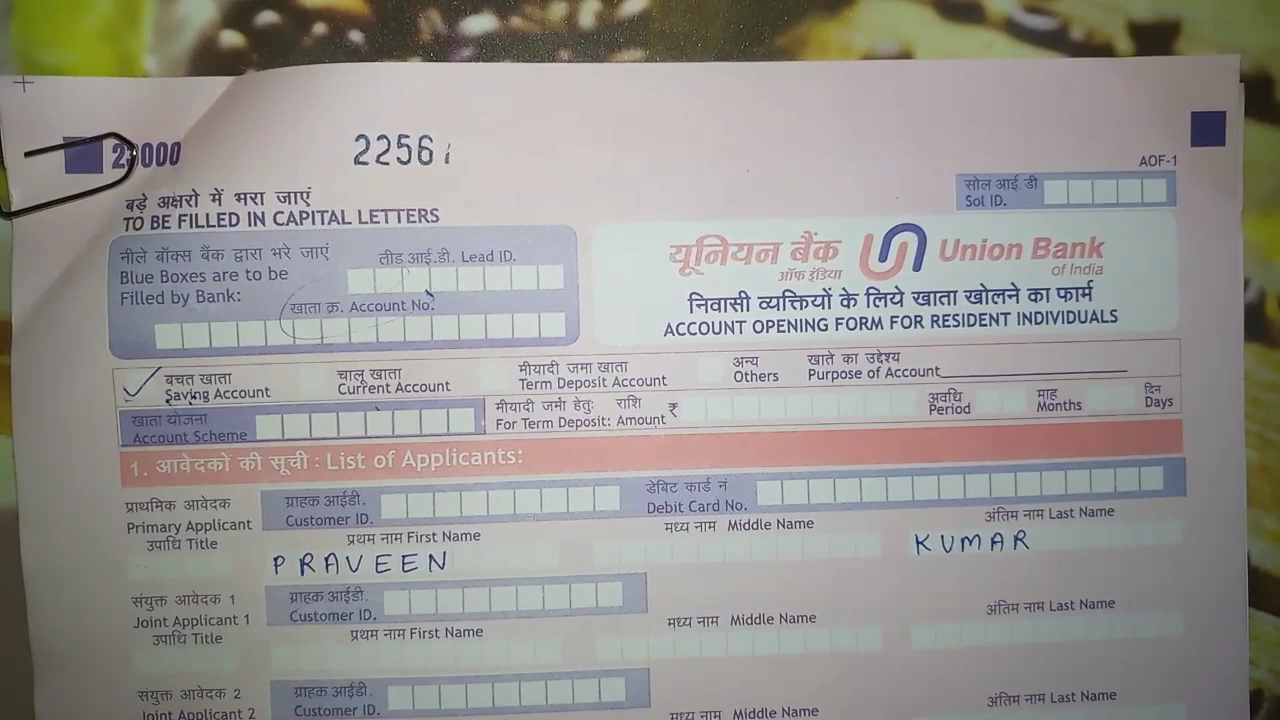 2256
AOF-1
बड़े अक्षरो में भरा जाएं
TO BE FILLED IN CAPITAL LETTERS
सोल आई. डी
Sol ID.
नीले बॉक्स बैंक द्वारा भरे जाएं
Blue Boxes are to be
Filled by Bank:
लीड आई.डी. Lead ID.
खाता क्र. Account No.
यूनियन बैंक
ऑफ इंडिया
Union Bank
of India
निवासी व्यक्तियों के लिये खाता खोलने का फार्म
ACCOUNT OPENING FORM FOR RESIDENT INDIVIDUALS
बचत खाता
Saving Account
चालू खाता
Current Account
मीयादी जमा खाता
Term Deposit Account
अन्य
Others
खाते का उद्देश्य
Purpose of Account
खाता योजना
Account Scheme
मीयादी जमा हेतुः राशि
For Term Deposit: Amount ₹
अवधि
Period
माह
Months
दिन
Days
1. आवेदकों की सूची : List of Applicants:
प्राथमिक आवेदक
Primary Applicant
ग्राहक आईडी.
Customer ID.
डेबिट कार्ड नं
Debit Card No.
उपाधि Title
प्रथम नाम First Name
मध्य नाम Middle Name
अंतिम नाम Last Name
PRAVEEN KUMAR
संयुक्त आवेदक 1
Joint Applicant 1
ग्राहक आईडी.
Customer ID.
उपाधि Title
प्रथम नाम First Name
मध्य नाम Middle Name
अंतिम नाम Last Name
संयुक्त आवेदक 2
Joint Applicant 2
ग्राहक आईडी.
Customer ID.
मध्य नाम Middle Name
अंतिम नाम Last Name